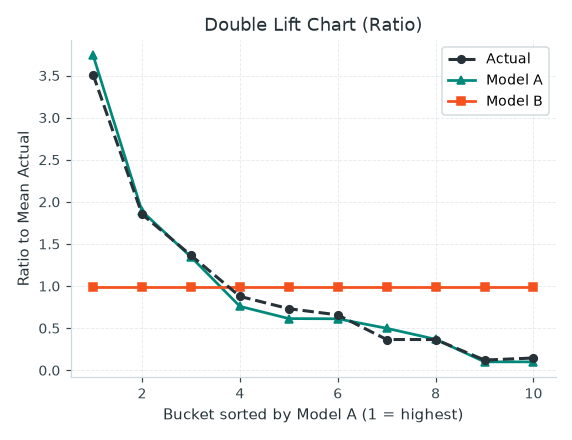 Double Lift Chart (Ratio)
Actual
Model A
Model B
Ratio to Mean Actual
3.5
3.0
2.5
2.0
1.5
1.0
0.5
0.0
2 4 6 8 10
Bucket sorted by Model A (1 = highest)